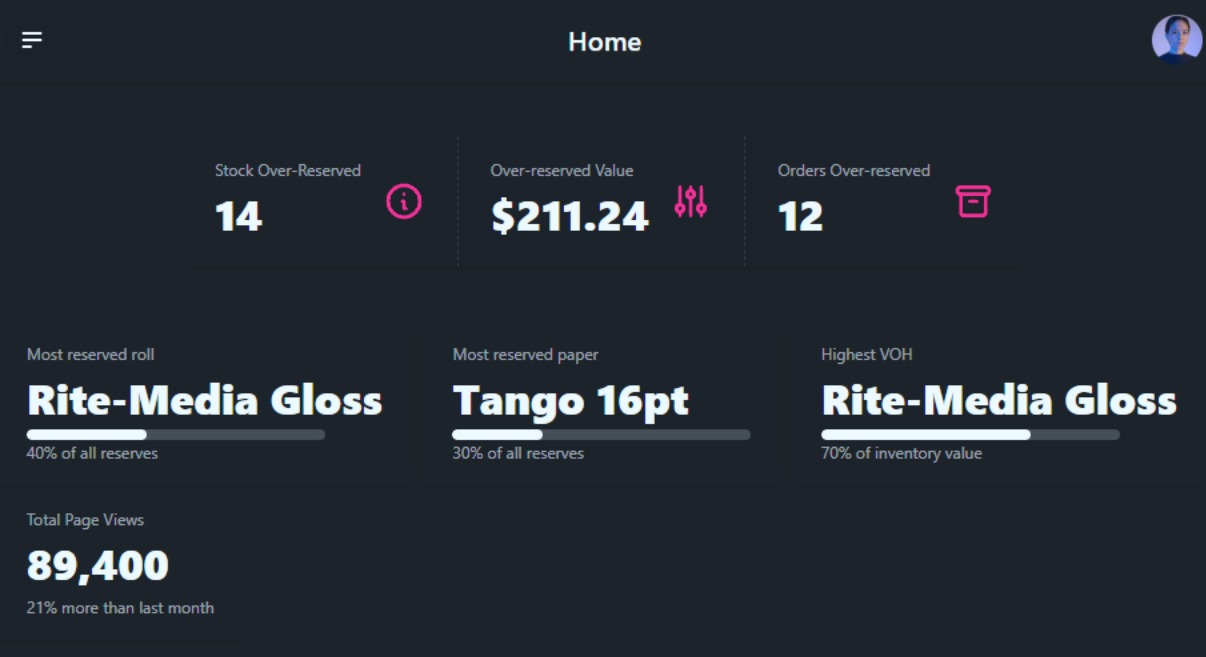 Home
Stock Over-Reserved
14
Over-reserved Value
$211.24
Orders Over-reserved
12
Most reserved roll
Rite-Media Gloss
40% of all reserves
Most reserved paper
Tango 16pt
30% of all reserves
Highest VOH
Rite-Media Gloss
70% of inventory value
Total Page Views
89,400
21% more than last month